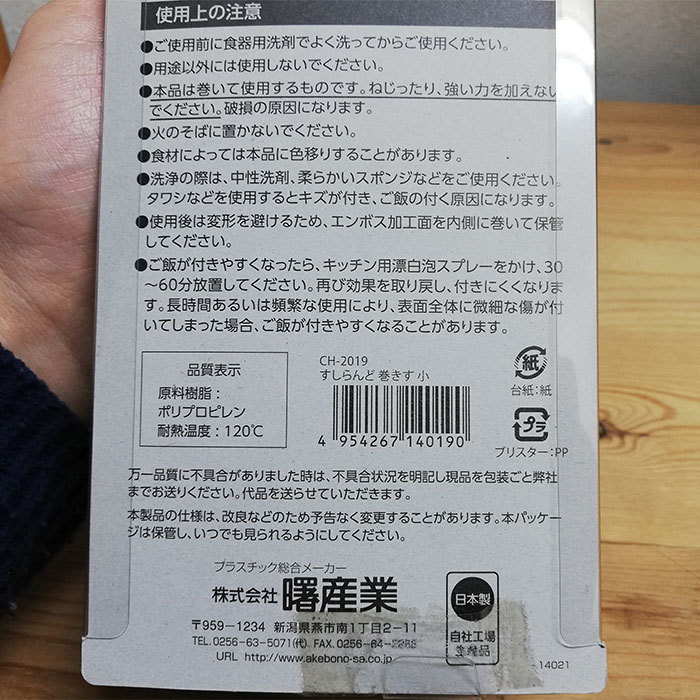 使用上の注意
●ご使用前に食器用洗剤でよく洗ってからご使用ください。
●用途以外には使用しないでください。
●本品は巻いて使用するものです。ねじったり、強い力を加えない
でください。破損の原因になります。
●火のそばに置かないでください。
●食材によっては本品に色移りすることがあります。
●洗浄の際は、中性洗剤、柔らかいスポンジなどをご使用ください。
タワシなどを使用するとキズが付き、ご飯の付く原因になります。
●使用後は変形を避けるため、エンボス加工面を内側に巻いて保管
してください。
●ご飯が付きやすくなったら、キッチン用漂白泡スプレーをかけ、30
～60分放置してください。再び効果を取り戻し、付きにくくなりま
す。長時間あるいは頻繁な使用により、表面全体に微細な傷が付
いてしまった場合、ご飯が付きやすくなることがあります。
品質表示
原料樹脂：
ポリプロピレン
耐熱温度：120℃
CH-2019
すしらんど 巻きす 小
4 954267 140190
紙
台紙：紙
プラ
ブリスター：PP
万一品質に不具合がありました時は、不具合状況を明記し現品を包装ごと弊社
までお送りください。代品を送らせていただきます。
本製品の仕様は、改良などのため予告なく変更することがあります。本パッケー
ジは保管し、いつでも見られるようにしてください。
プラスチック総合メーカー
株式会社 曙産業
〒959-1234 新潟県燕市南1丁目2-11
TEL. 0256-63-5071(代) FAX. 0256-64-2285
URL http://www.akebono-sa.co.jp
日本製
自社工場
生産品
14021